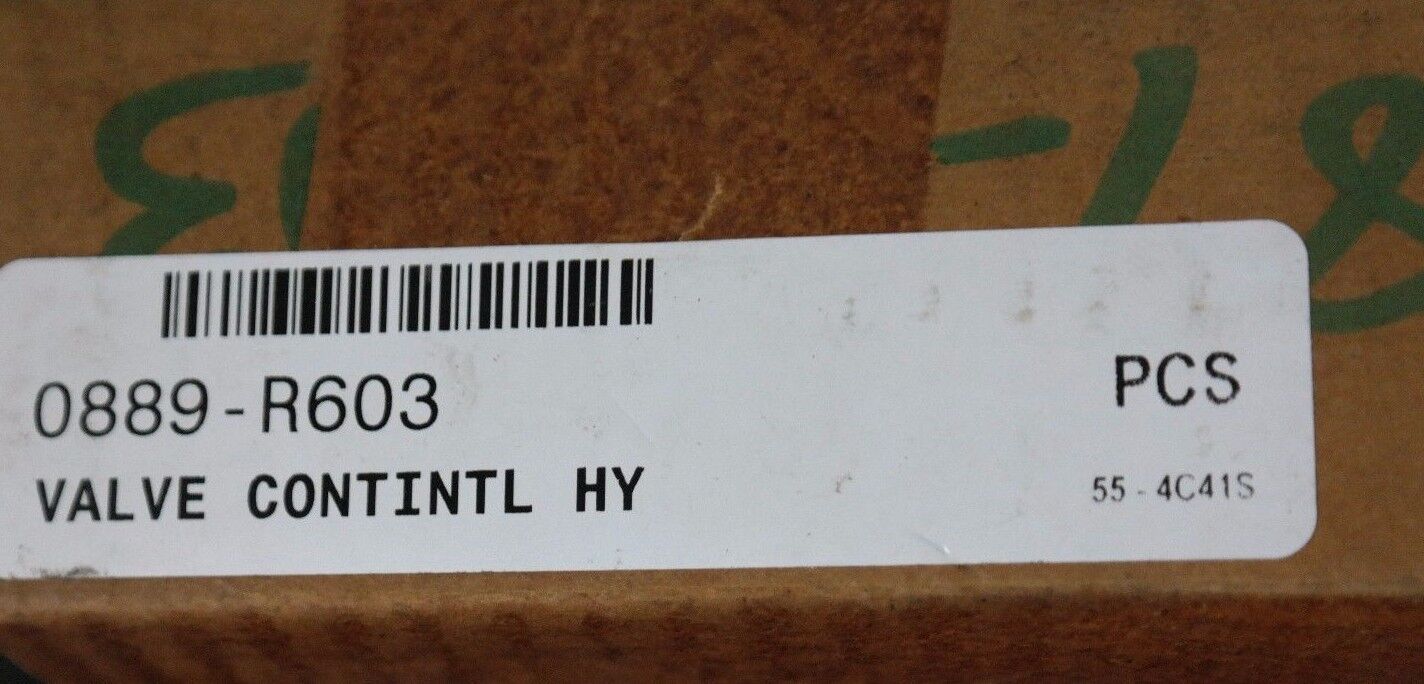 0889-R603
PCS
VALVE CONTINTL HY
55-4C41S